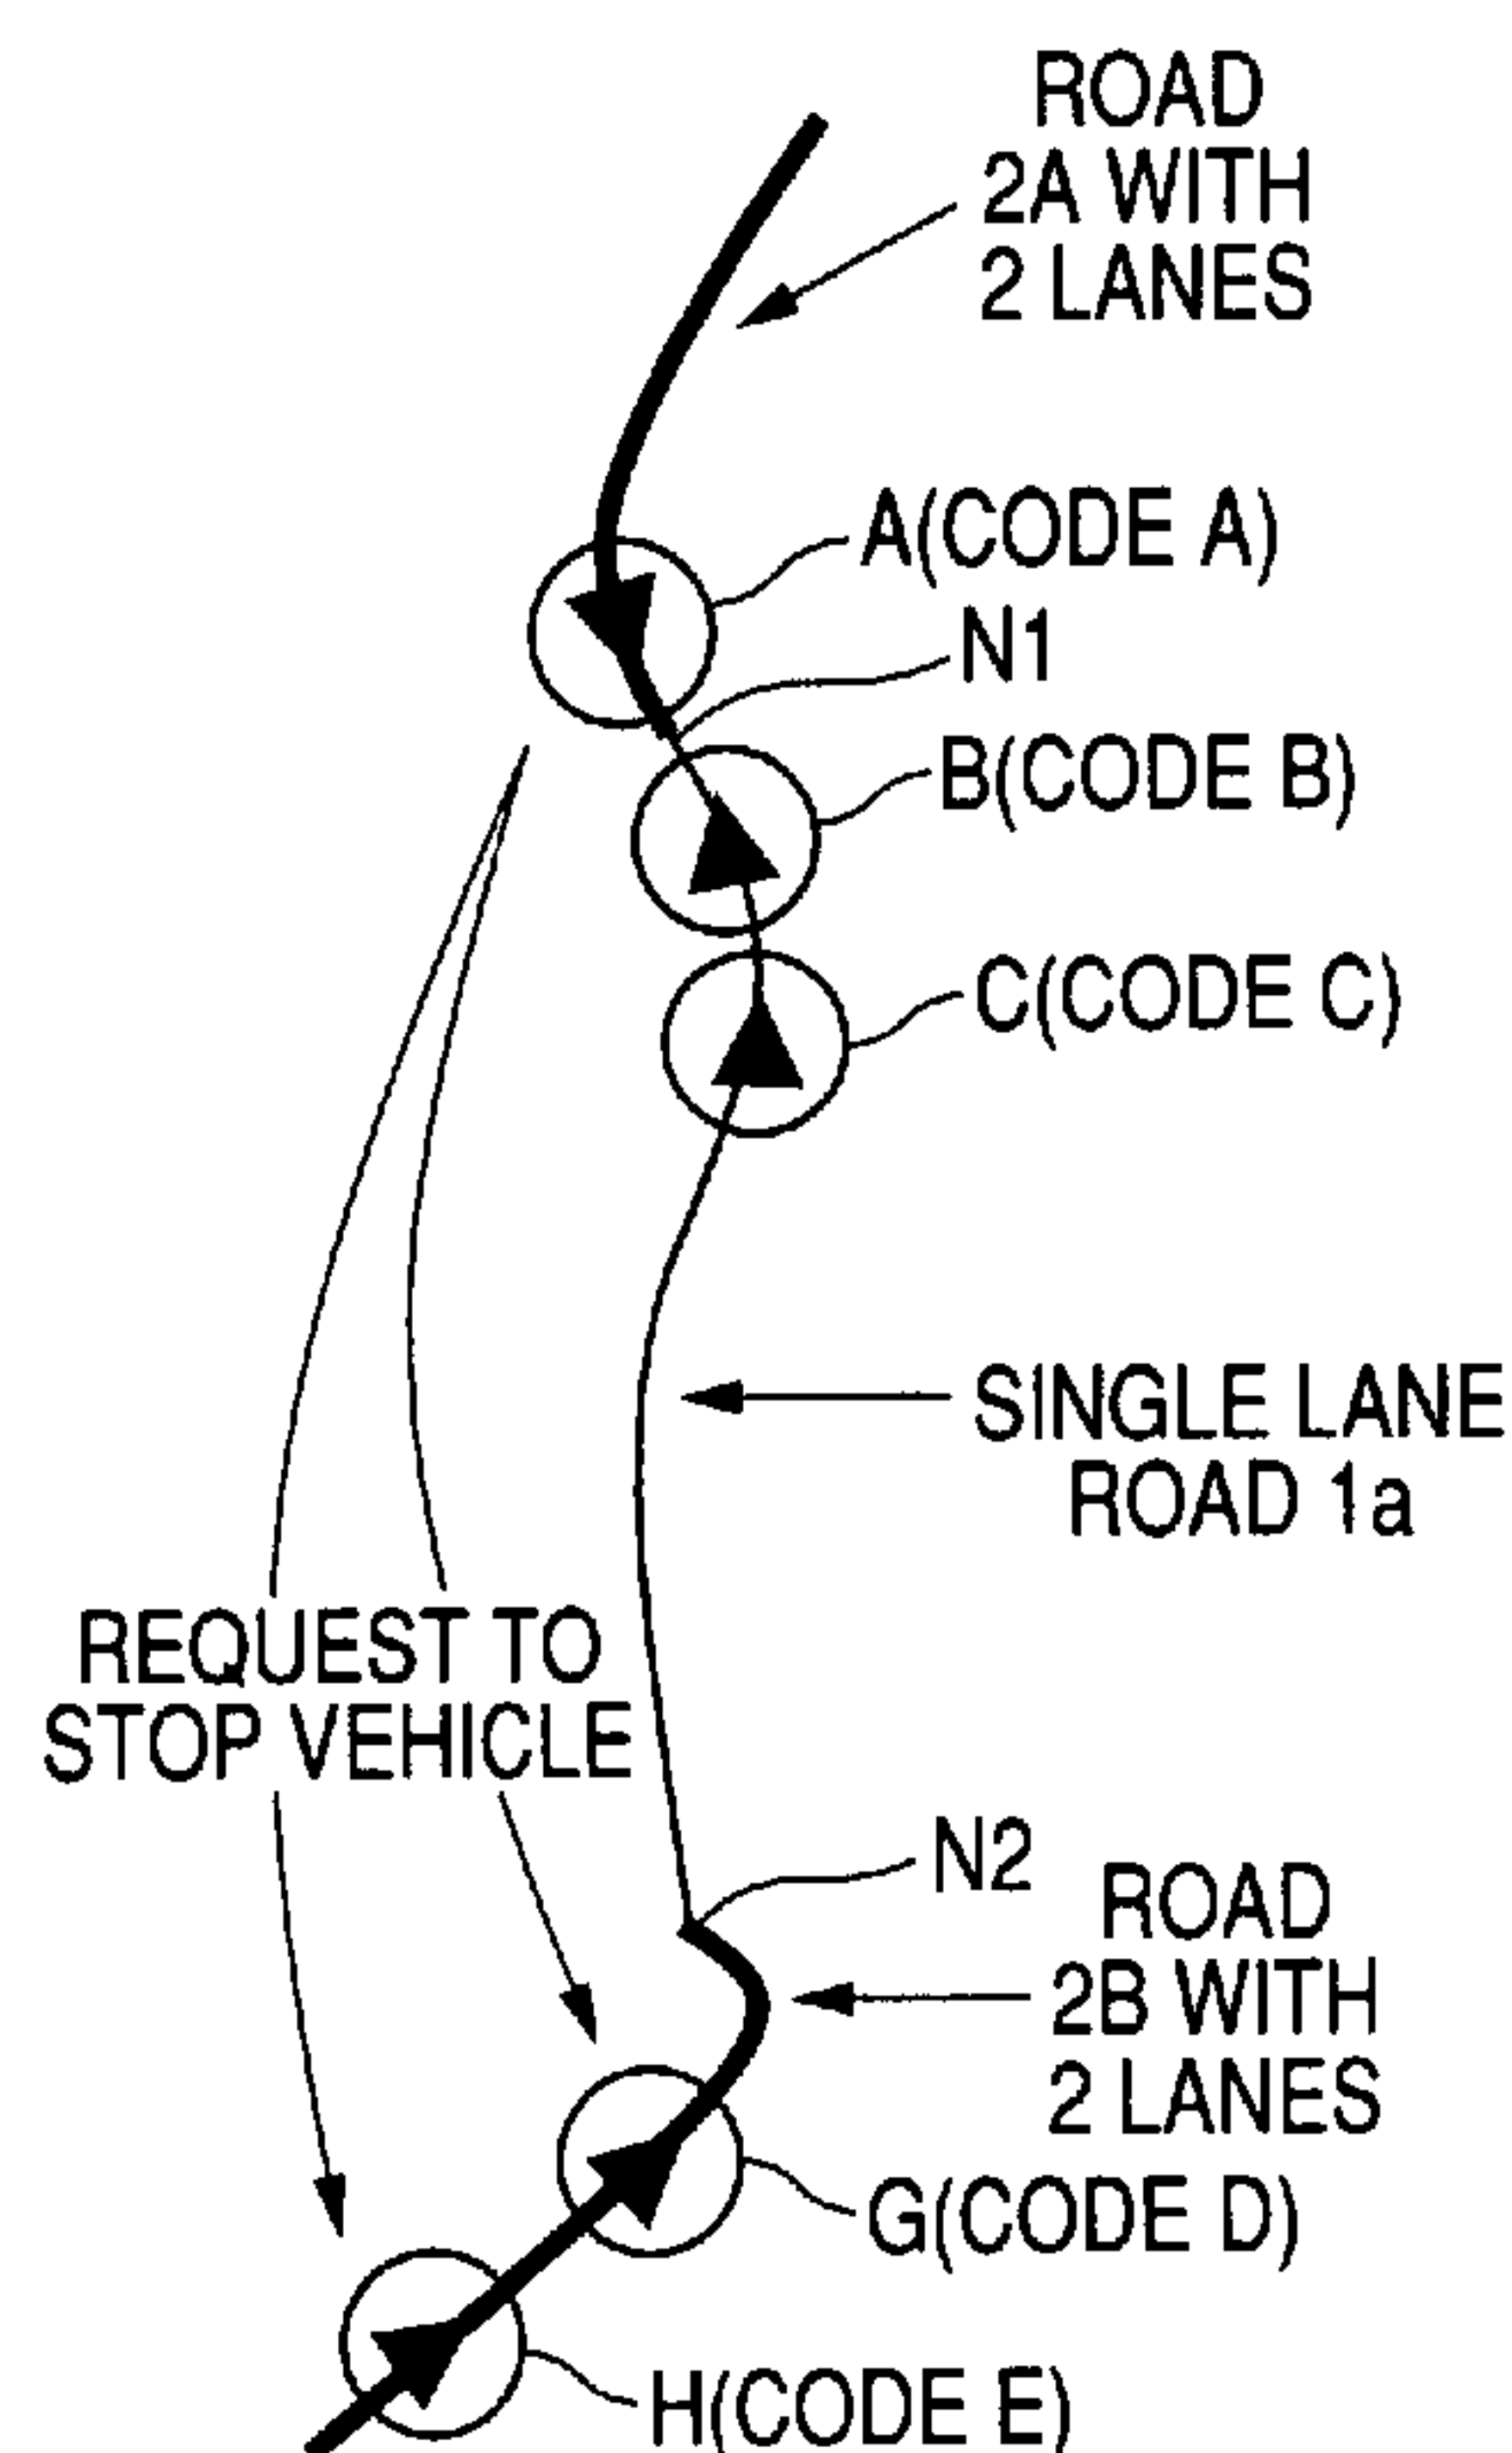 ROAD
2A WITH
2 LANES
A(CODE A)
N1
B(CODE B)
C(CODE C)
SINGLE LANE
ROAD 1a
REQUEST TO
STOP VEHICLE
N2
ROAD
2B WITH
2 LANES
G(CODE D)
H(CODE E)